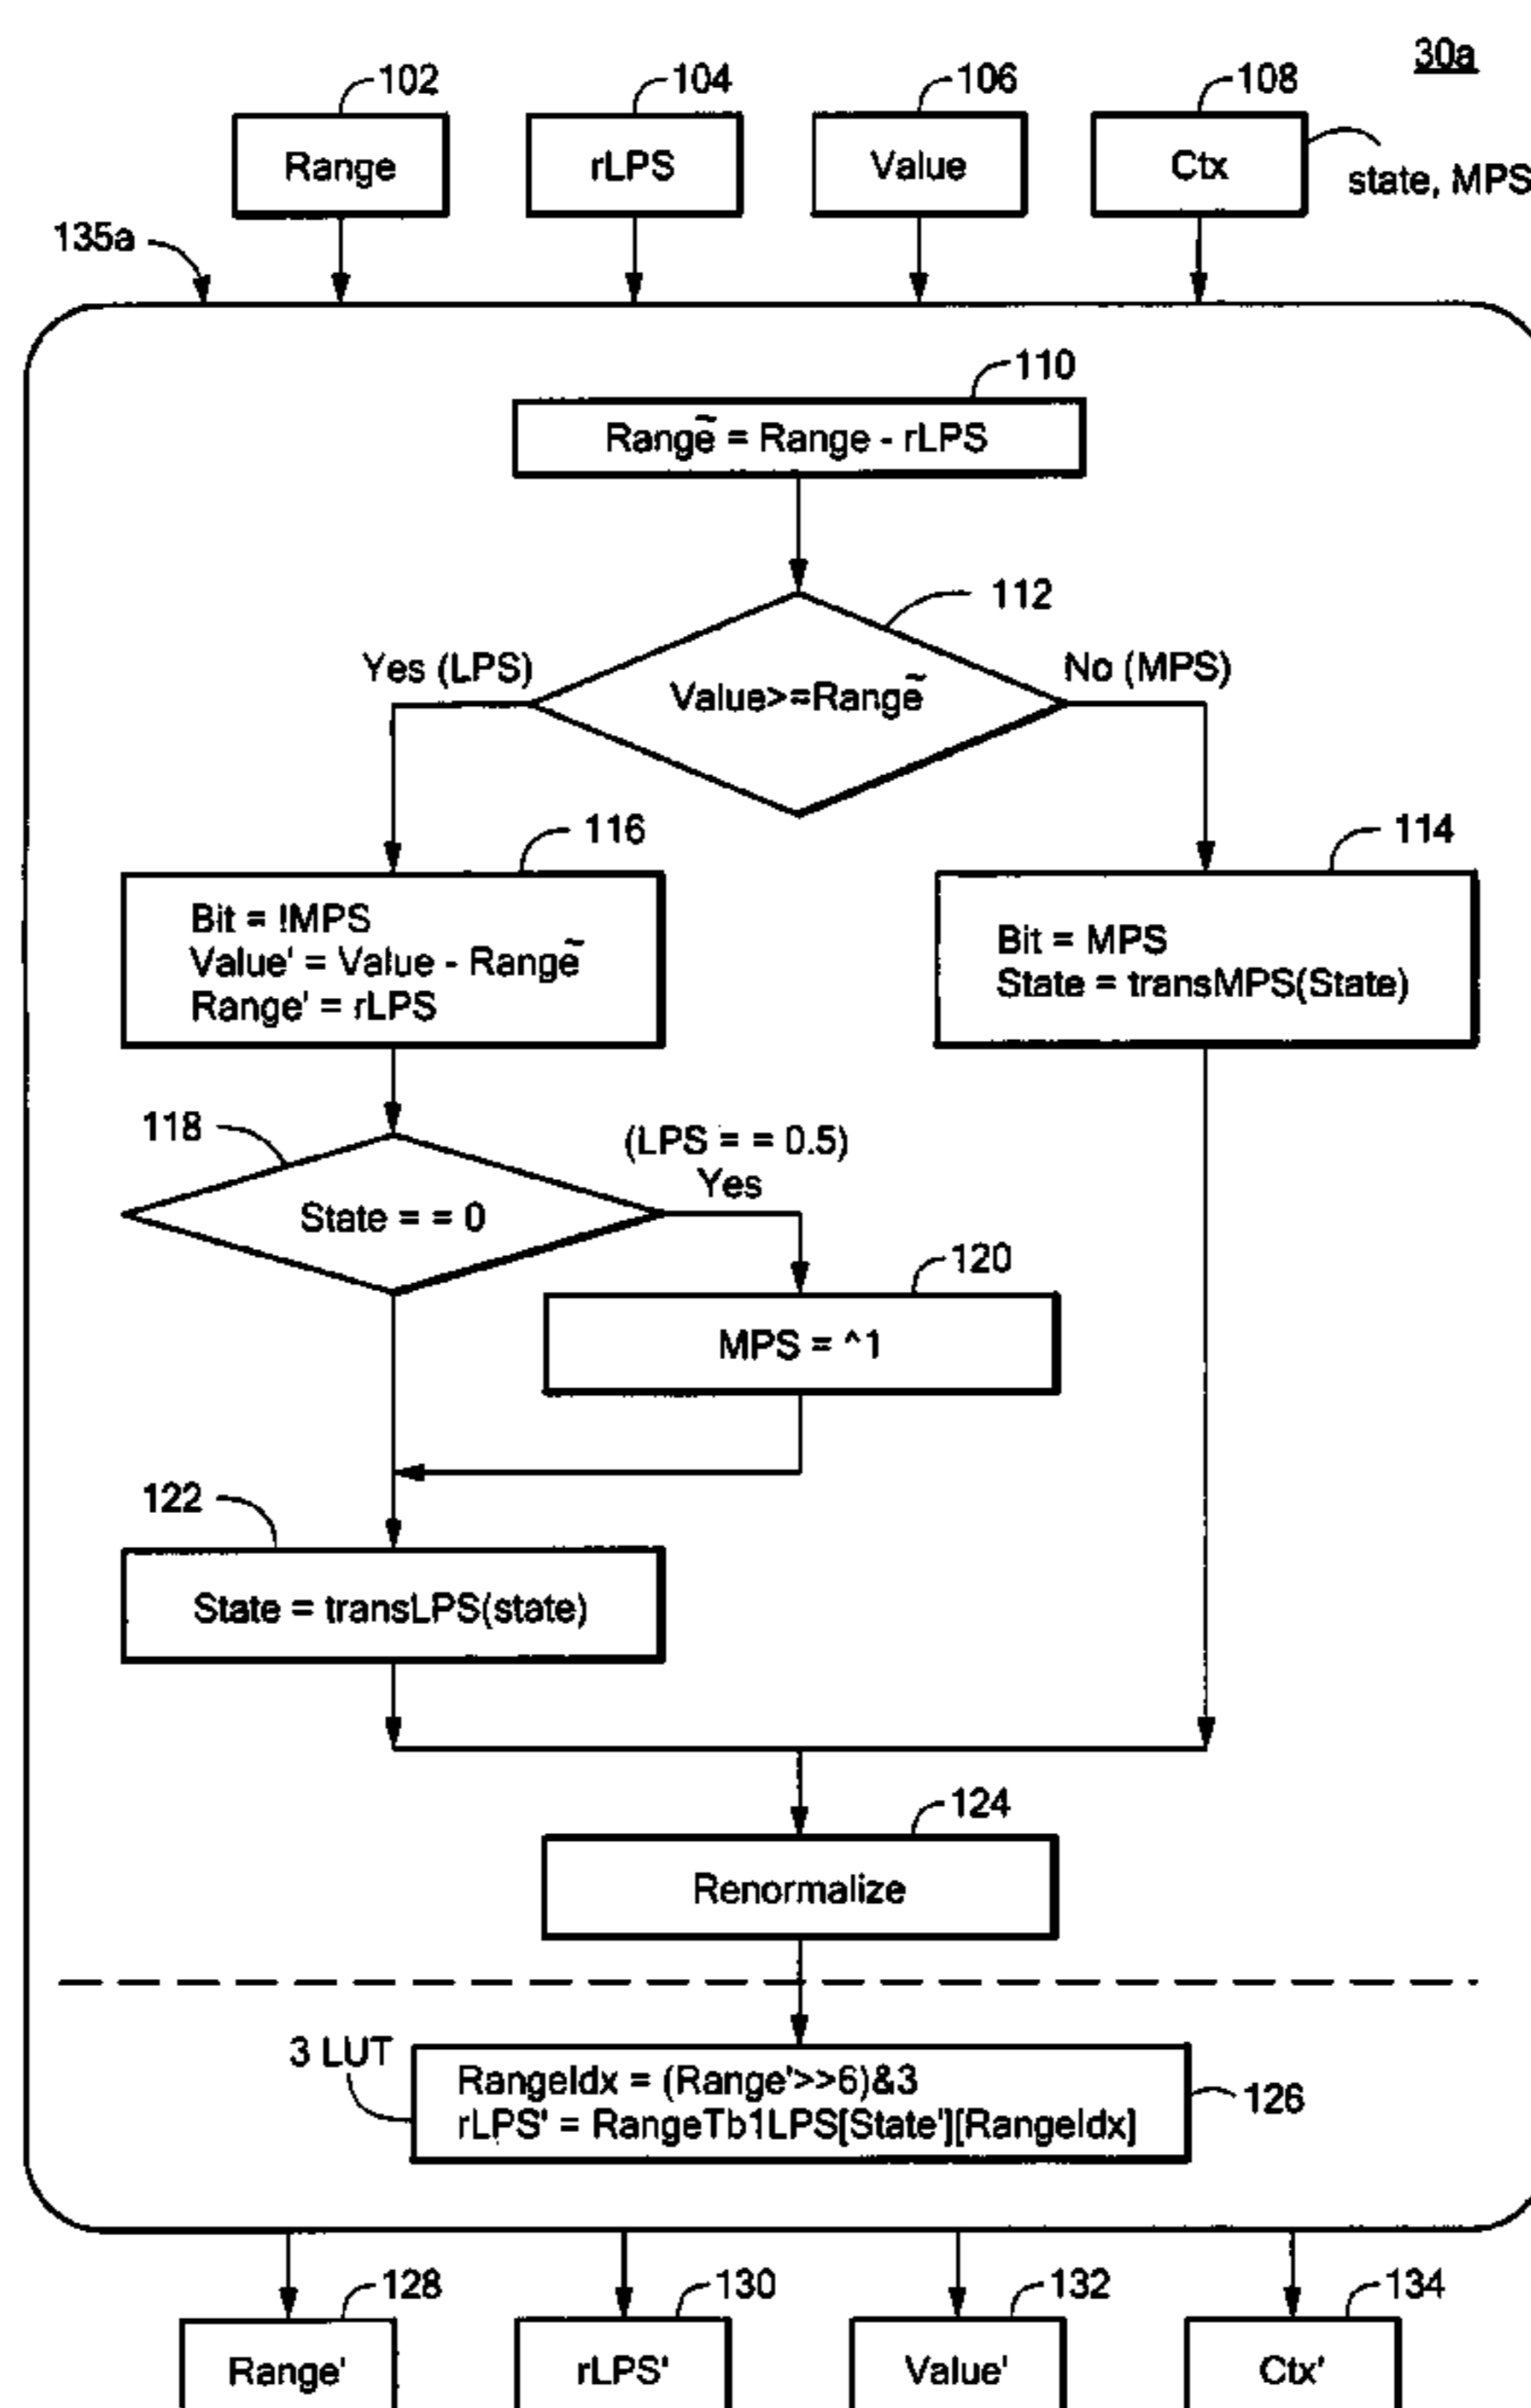 30a
102
104
106
108
Range
rLPS
Value
Ctx
state, MPS
135a
110
Rangẽ = Range - rLPS
112
Yes (LPS)
No (MPS)
Value>=Rangẽ
116
114
Bit = !MPS
Value' = Value - Rangẽ
Range' = rLPS
Bit = MPS
State = transMPS(State)
118
(LPS = = 0.5)
Yes
State = = 0
120
MPS = ^1
122
State = transLPS(state)
124
Renormalize
3 LUT
RangeIdx = (Range'>>6)&3
rLPS' = RangeTb1LPS[State'][RangeIdx]
126
128
130
132
134
Range'
rLPS'
Value'
Ctx'